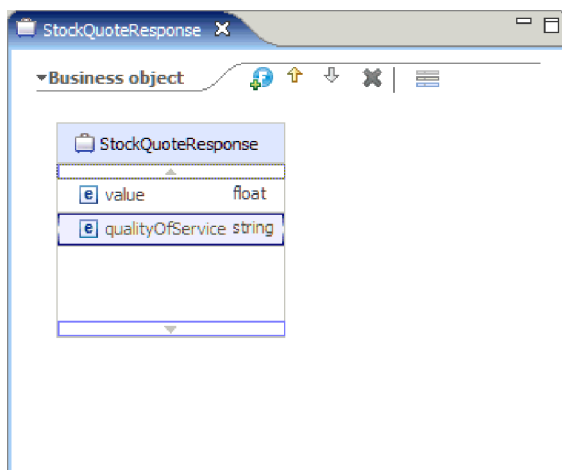 StockQuoteResponse
Business object
StockQuoteResponse
e value float
e qualityOfService string